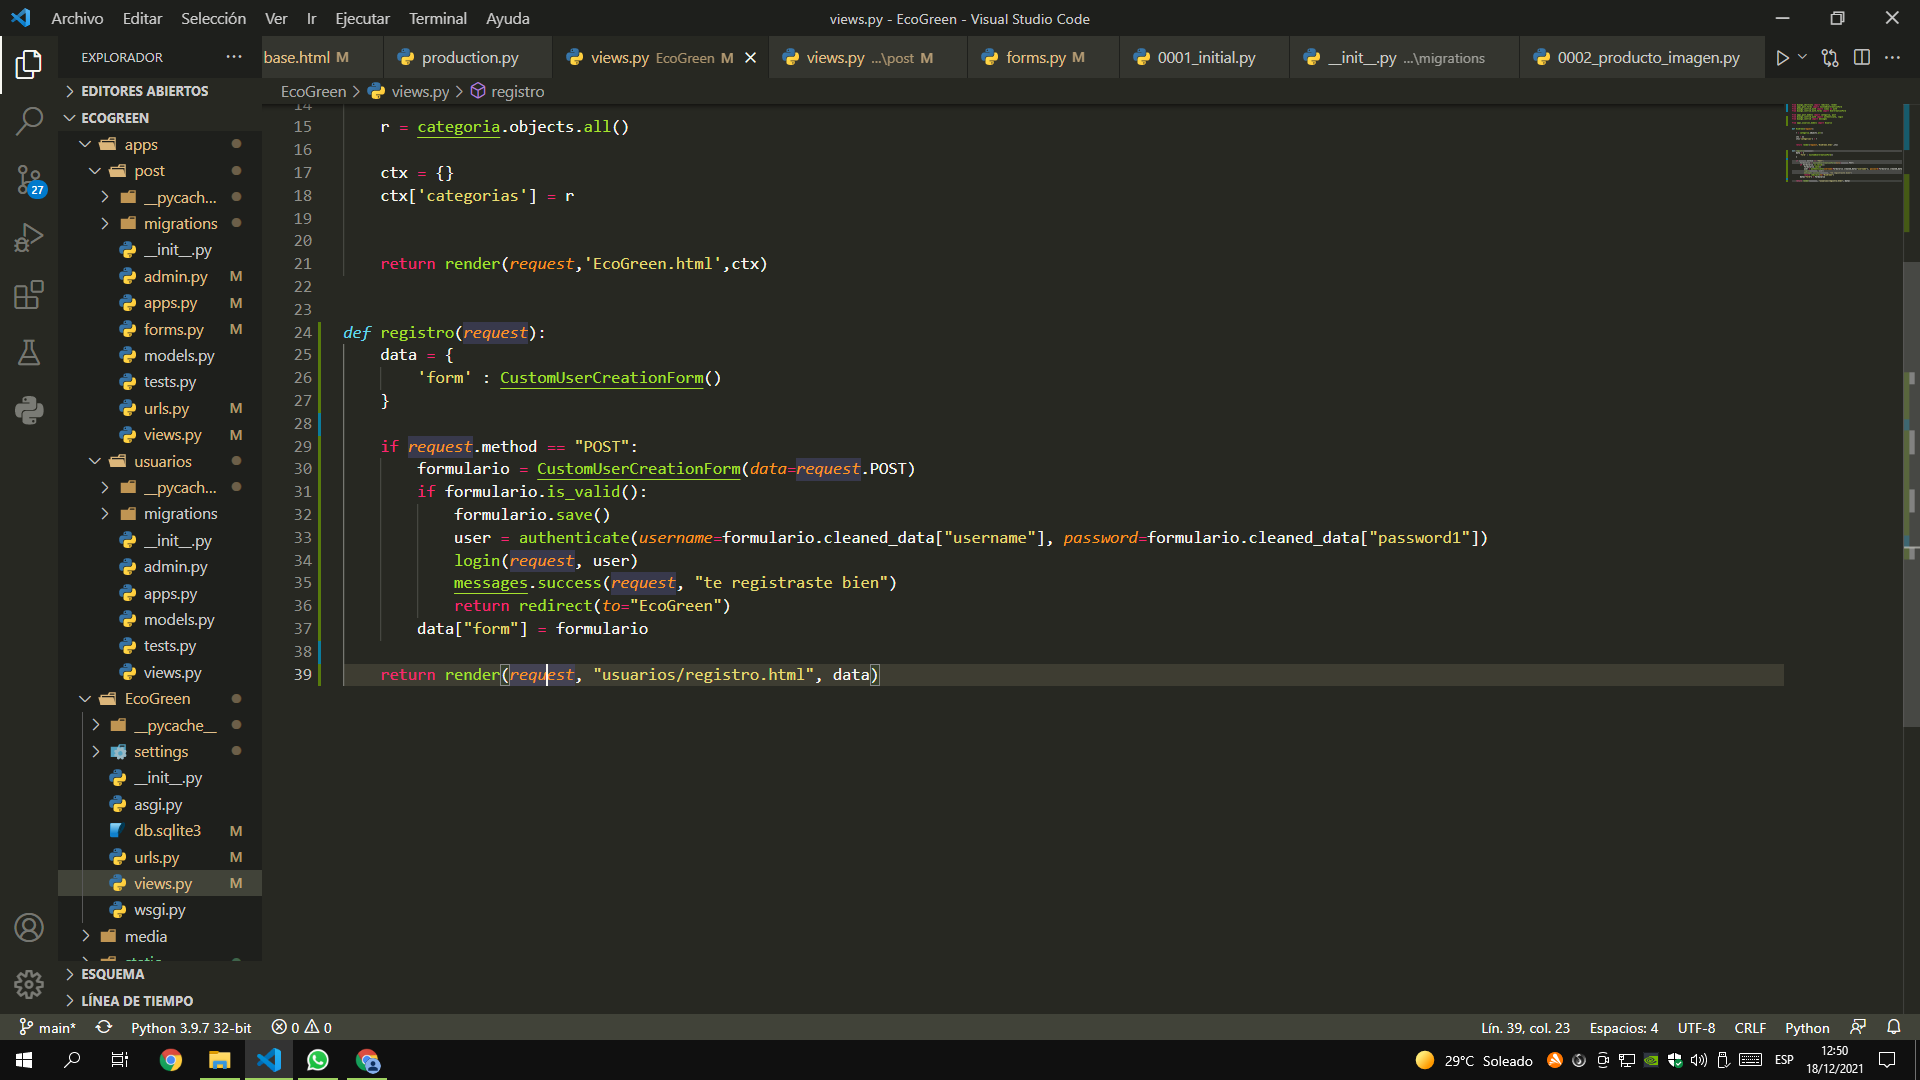 Archivo Editar Selección Ver Ir Ejecutar Terminal Ayuda
views.py - EcoGreen - Visual Studio Code
EXPLORADOR
base.html M
production.py
views.py EcoGreen M
views.py ...\post M
forms.py M
0001_initial.py
__init__.py ...\migrations
0002_producto_imagen.py
EcoGreen > views.py > registro
EDITORES ABIERTOS
ECOGREEN
apps
post
__pycach...
migrations
__init__.py
admin.py M
apps.py M
forms.py M
models.py
tests.py
urls.py M
views.py M
usuarios
__pycach...
migrations
__init__.py
admin.py
apps.py
models.py
tests.py
views.py
EcoGreen
__pycache__
settings
__init__.py
asgi.py
db.sqlite3 M
urls.py M
views.py M
wsgi.py
media
static
ESQUEMA
LÍNEA DE TIEMPO
27
14
15 r = categoria.objects.all()
16
17 ctx = {}
18 ctx['categorias'] = r
19
20
21 return render(request,'EcoGreen.html',ctx)
22
23
24 def registro(request):
25 data = {
26 'form' : CustomUserCreationForm()
27 }
28
29 if request.method == "POST":
30 formulario = CustomUserCreationForm(data=request.POST)
31 if formulario.is_valid():
32 formulario.save()
33 user = authenticate(username=formulario.cleaned_data["username"], password=formulario.cleaned_data["password1"])
34 login(request, user)
35 messages.success(request, "te registraste bien")
36 return redirect(to="EcoGreen")
37 data["form"] = formulario
38
39 return render(request, "usuarios/registro.html", data)
main* Python 3.9.7 32-bit 0 0
Lín. 39, col. 23 Espacios: 4 UTF-8 CRLF Python
29°C Soleado
ESP
12:50
18/12/2021